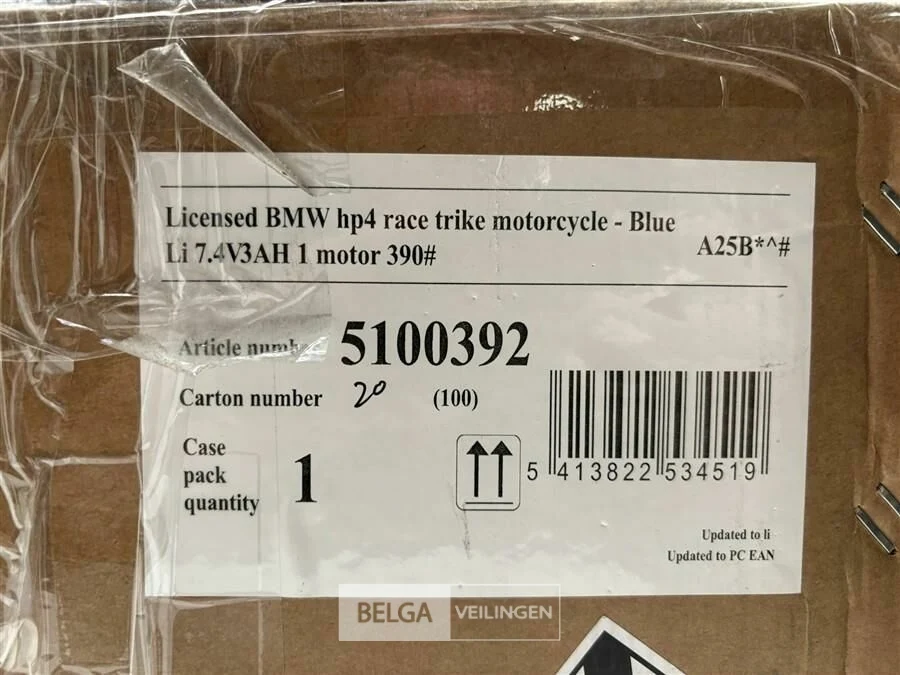 Licensed BMW hp4 race trike motorcycle - Blue
Li 7.4V3AH 1 motor 390#
A25B*^#
Article 5100392
Carton number 20 (100)
Case
pack
quantity
1
5 413822 534519
Updated to li
Updated to PC EAN
BELGA VEILINGEN